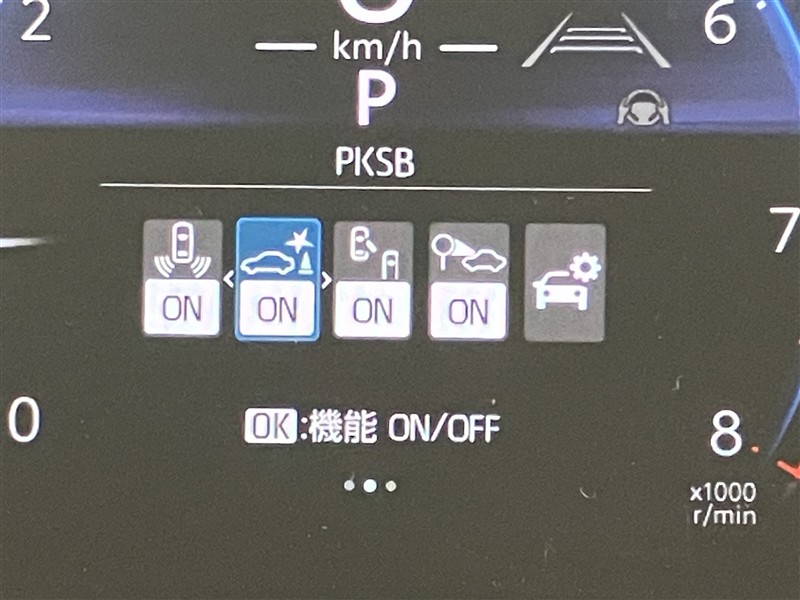 2
6
km/h
P
PKSB
7
ON ON ON ON
0
OK:機能 ON/OFF
8
x1000
r/min